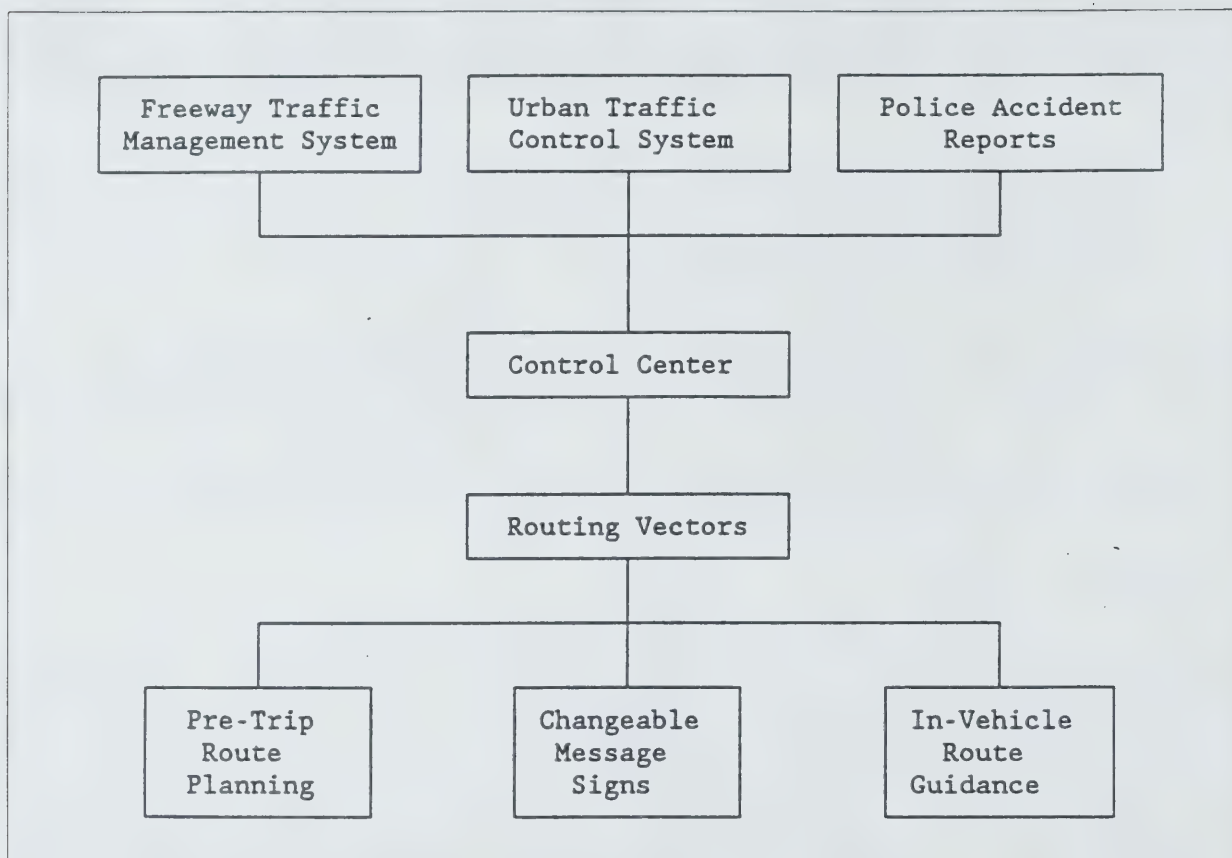 Freeway Traffic
Management System
Urban Traffic
Control System
Police Accident
Reports
Control Center
Routing Vectors
Pre-Trip
Route
Planning
Changeable
Message
Signs
In-Vehicle
Route
Guidance